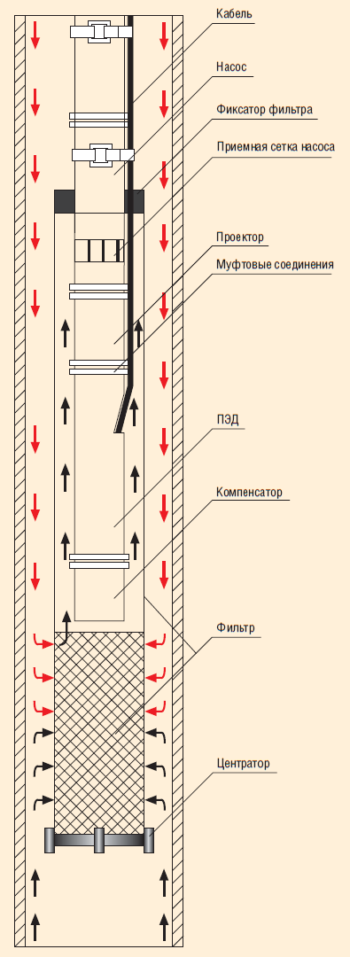 Кабель
Насос
Фиксатор фильтра
Приемная сетка насоса
Проектор
Муфтовые соединения
ПЭД
Компенсатор
Фильтр
Центратор